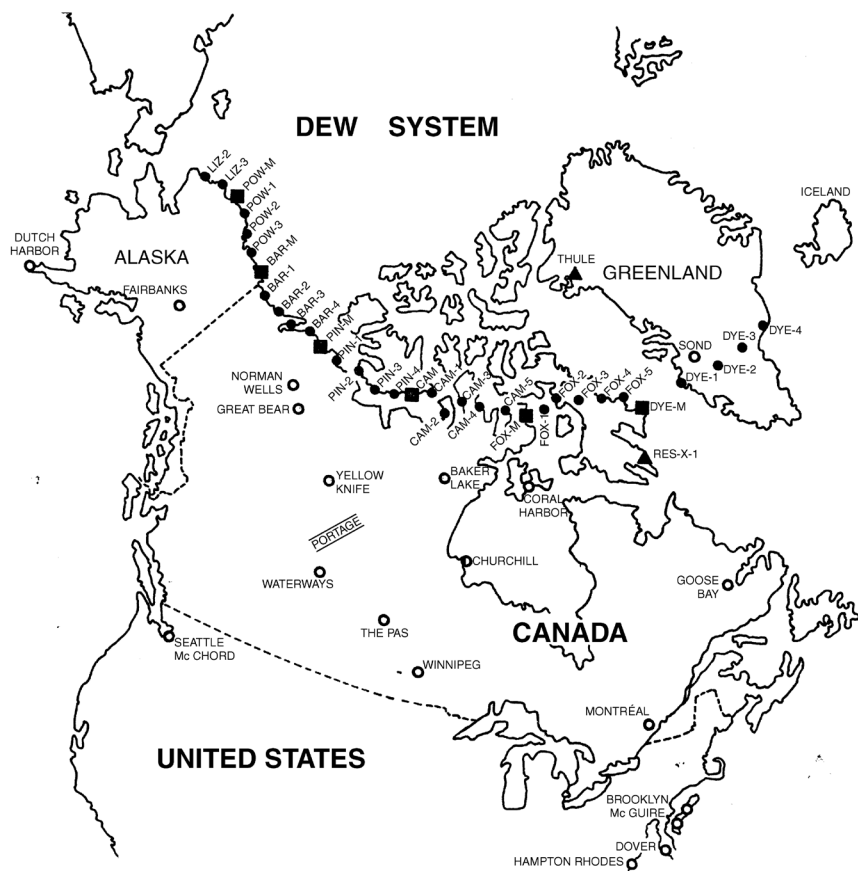 DEW SYSTEM
LIZ-2
LIZ-3
POW-M
POW-1
POW-2
POW-3
BAR-M
BAR-1
BAR-2
BAR-3
BAR-4
PIN-M
PIN-1
PIN-2
PIN-3
PIN-4
CAM
CAM-1
CAM-2
CAM-3
CAM-4
CAM-5
FOX-M
FOX-1
FOX-2
FOX-3
FOX-4
FOX-5
DYE-M
DYE-1
DYE-2
DYE-3
DYE-4
RES-X-1
ICELAND
THULE
GREENLAND
SOND
DUTCH
HARBOR
ALASKA
FAIRBANKS
NORMAN
WELLS
GREAT BEAR
YELLOW
KNIFE
BAKER
LAKE
CORAL
HARBOR
PORTAGE
WATERWAYS
CHURCHILL
GOOSE
BAY
THE PAS
CANADA
SEATTLE
Mc CHORD
WINNIPEG
MONTRÉAL
UNITED STATES
BROOKLYN
Mc GUIRE
DOVER
HAMPTON RHODES